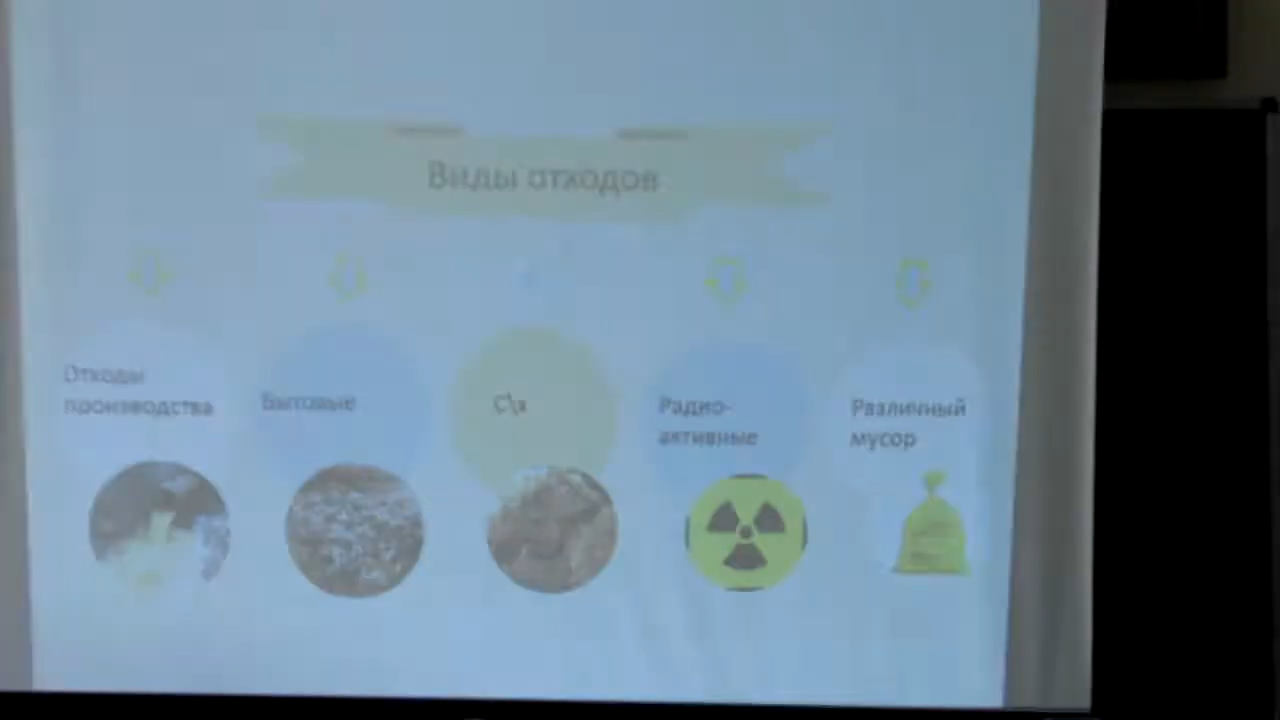 Виды отходов
Отходы
производства
Бытовые
С\х
Радио-
активные
Различный
мусор